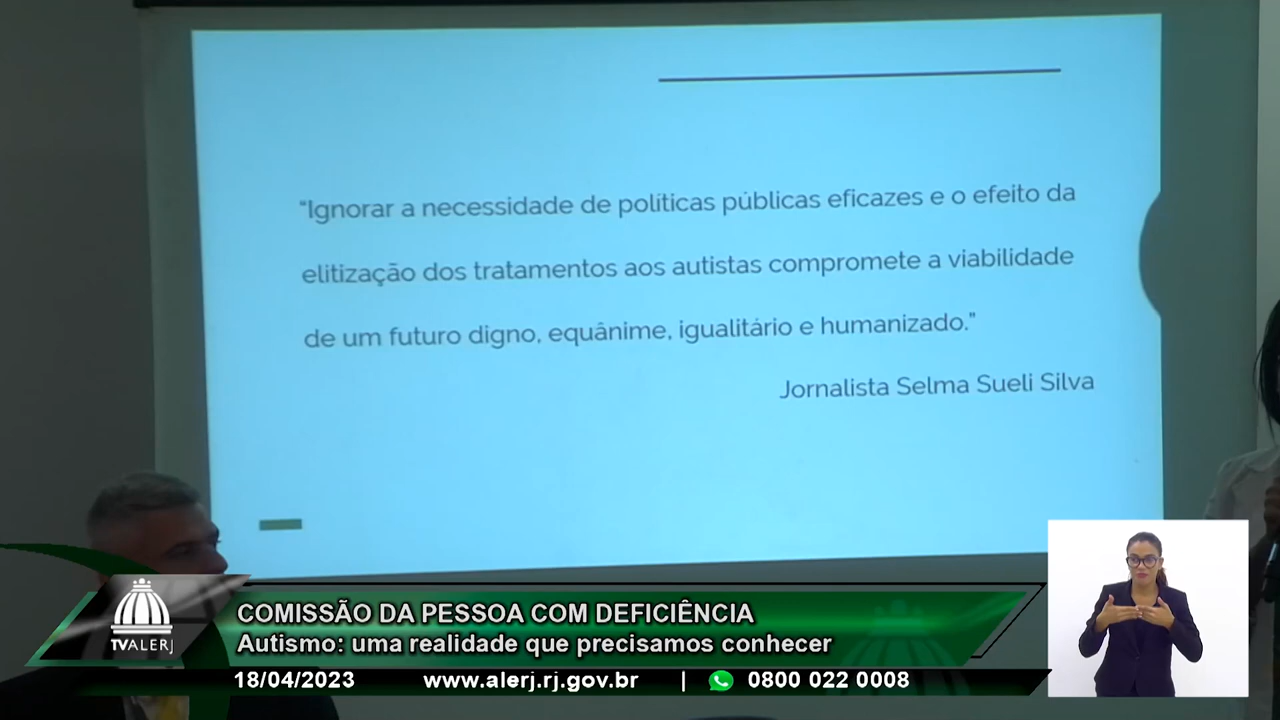 “Ignorar a necessidade de políticas públicas eficazes e o efeito da
elitização dos tratamentos aos autistas compromete a viabilidade
de um futuro digno, equânime, igualitário e humanizado.”
Jornalista Selma Sueli Silva
COMISSÃO DA PESSOA COM DEFICIÊNCIA
Autismo: uma realidade que precisamos conhecer
TVALERJ
18/04/2023 www.alerj.rj.gov.br | 0800 022 0008